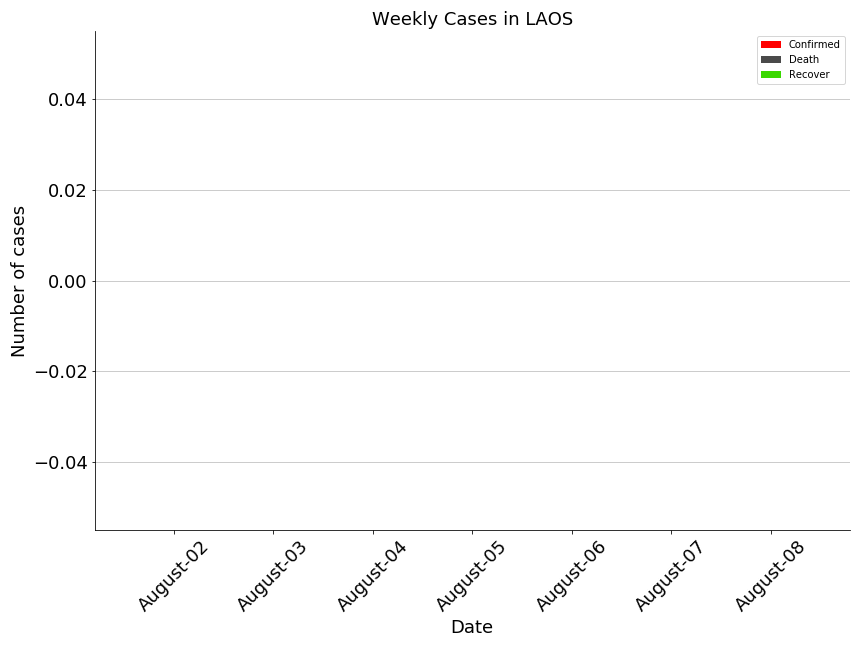 Weekly Cases in LAOS
Confirmed
Death
Recover
0.04
0.02
0.00
−0.02
−0.04
Number of cases
August-02
August-03
August-04
August-05
August-06
August-07
August-08
Date